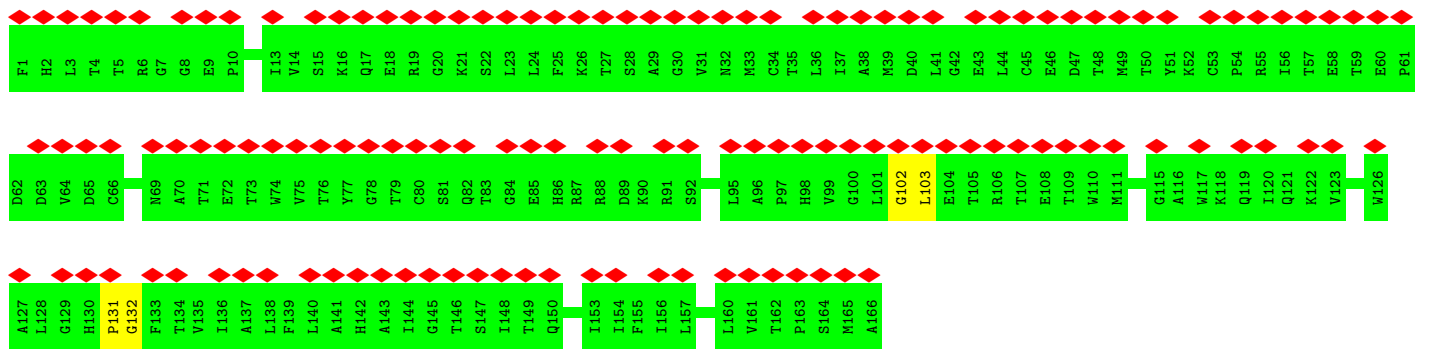 F1 H2 L3 T4 T5 R6 G7 G8 E9 P10 I13 V14 S15 K16 Q17 E18 R19 G20 K21 S22 L23 L24 F25 K26 T27 S28 A29 G30 V31 N32 M33 C34 T35 L36 I37 A38 M39 D40 L41 G42 E43 L44 C45 E46 D47 T48 M49 T50 Y51 K52 C53 P54 R55 I56 T57 E58 T59 E60 P61
D62 D63 V64 D65 C66 N69 A70 T71 E72 T73 W74 V75 T76 Y77 G78 T79 C80 S81 Q82 T83 G84 E85 H86 R87 R88 D89 K90 R91 S92 L95 A96 P97 H98 V99 G100 L101 G102 L103 E104 T105 R106 T107 E108 T109 W110 M111 G115 A116 W117 K118 Q119 I120 Q121 K122 V123 W126
A127 L128 G129 H130 P131 G132 F133 T134 V135 I136 A137 L138 F139 L140 A141 H142 A143 I144 G145 T146 S147 I148 T149 Q150 I153 I154 F155 I156 L157 L160 V161 T162 P163 S164 M165 A166